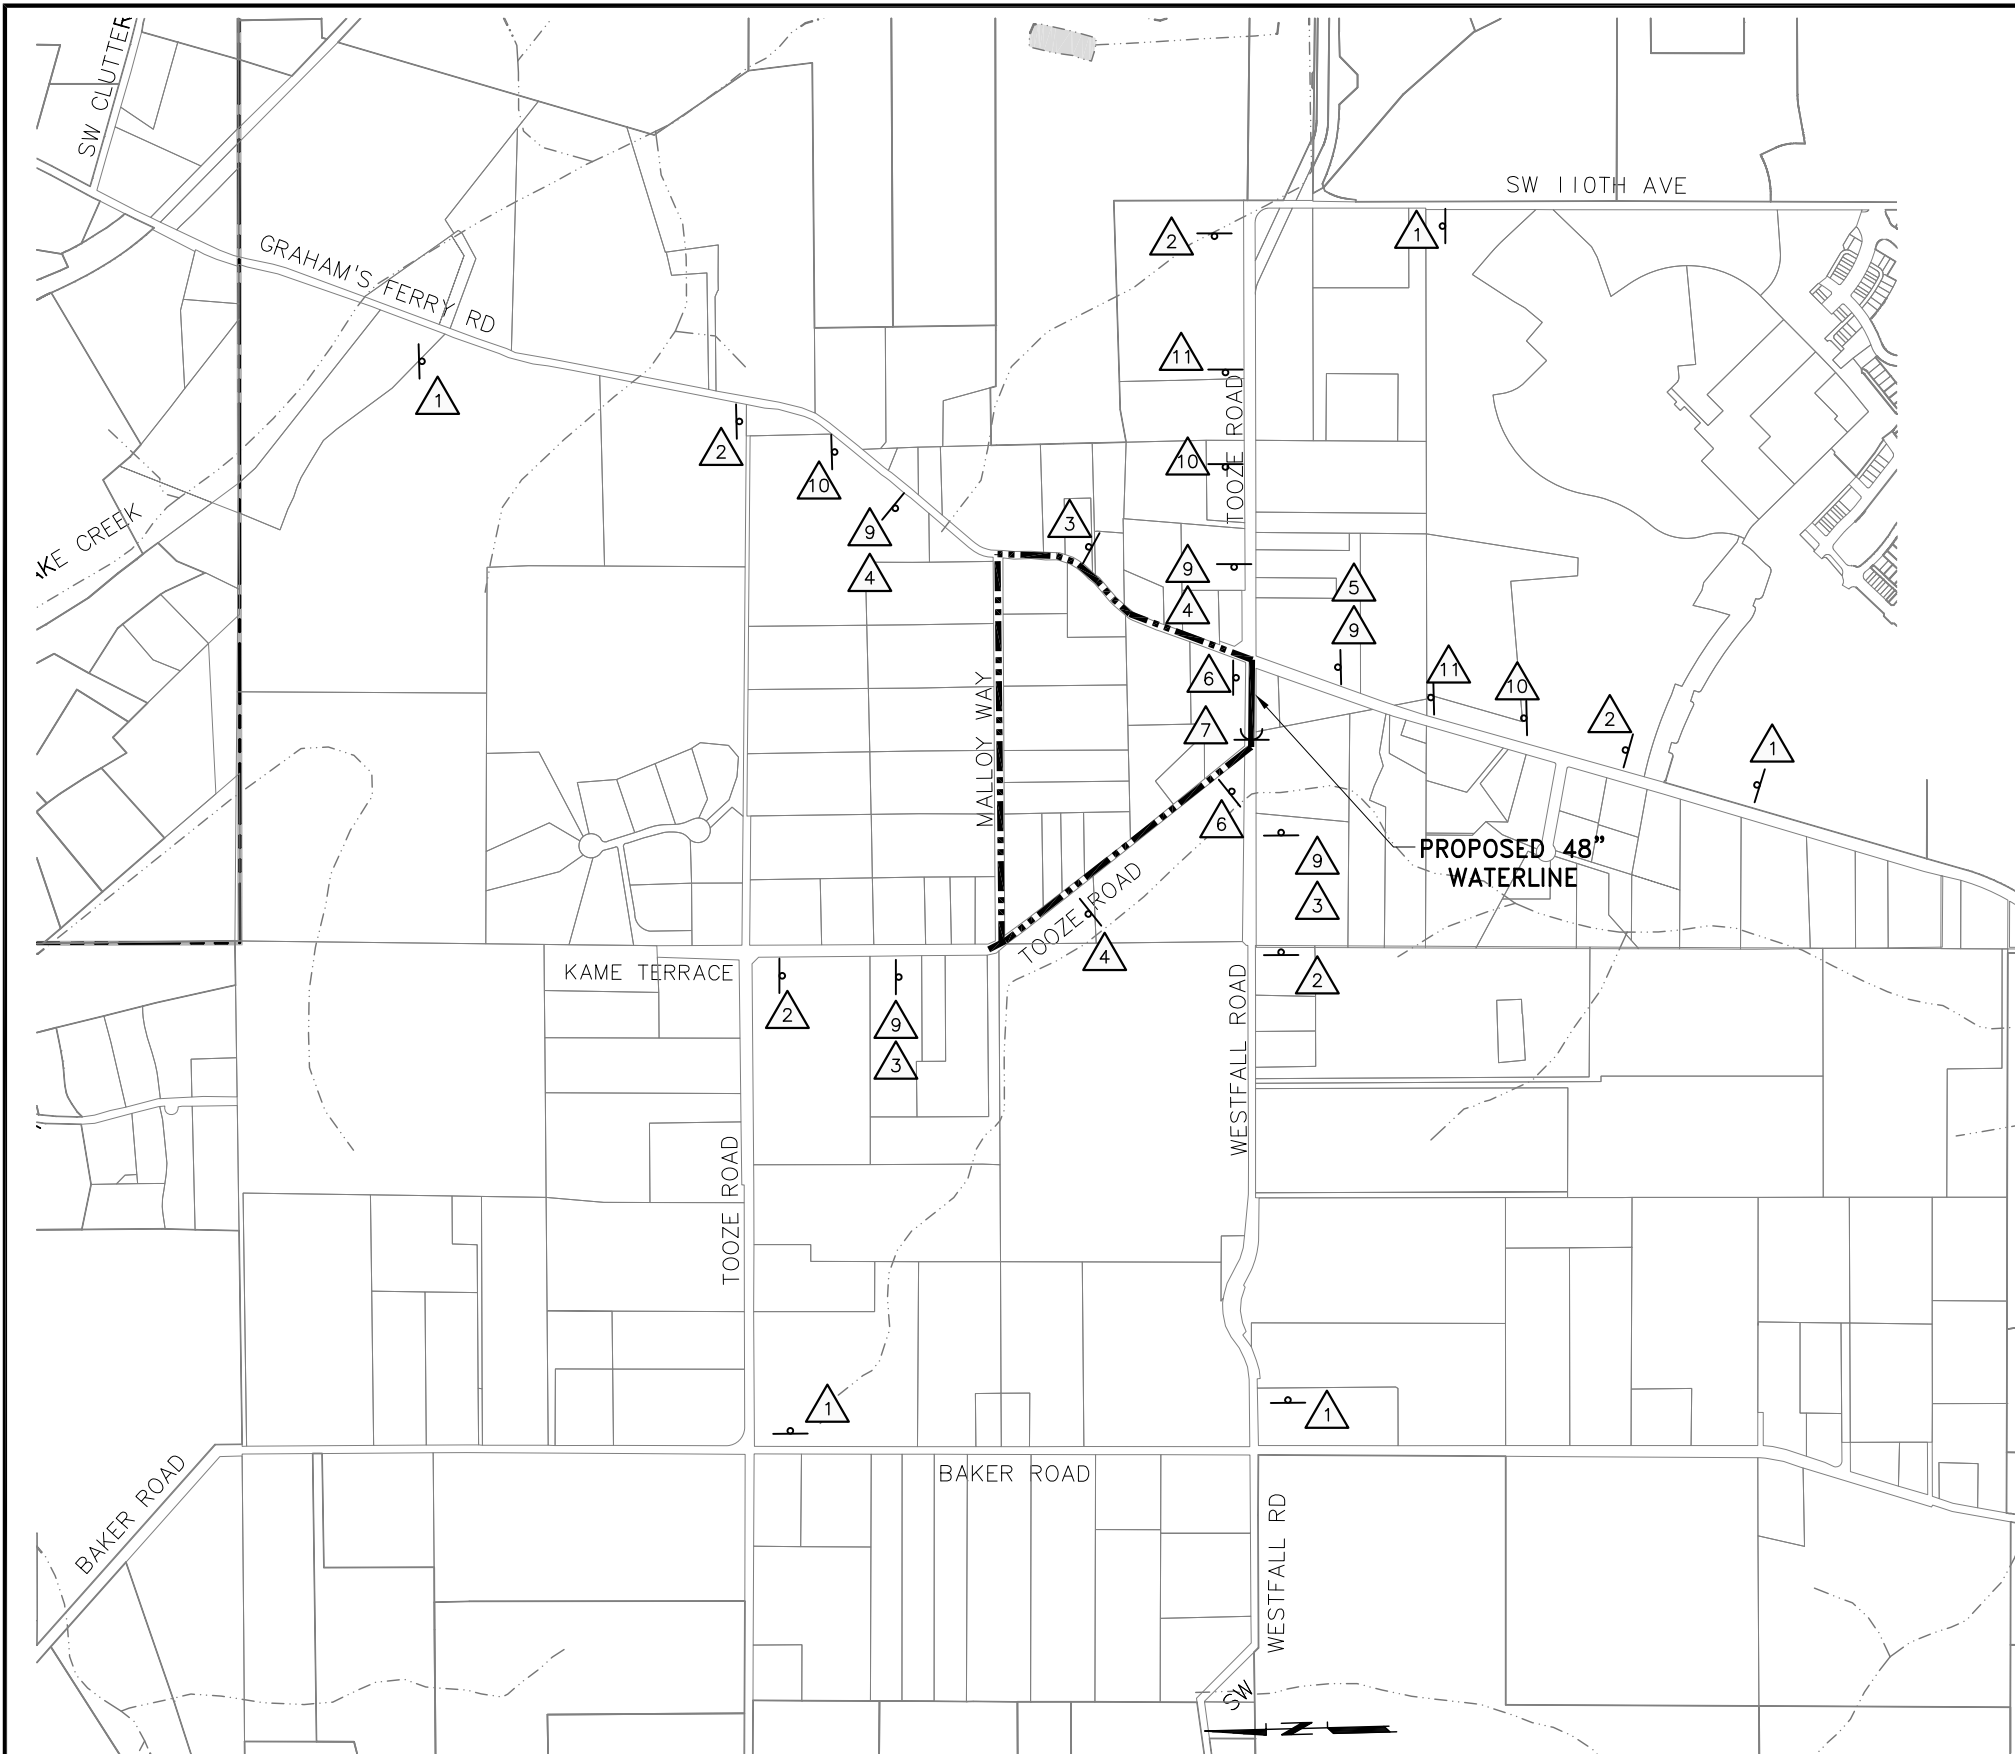 SW CLUTTER
SW 110TH AVE
2
1
GRAHAM'S FERRY RD
11
1
TOOZE ROAD
2
10
10
3
9
AKE CREEK
9
4
5
4
9
6
11
10
MALLOY WAY
7
2
1
6
PROPOSED 48”
WATERLINE
9
3
TOOZE ROAD
4
KAME TERRACE
2
2
9
3
WESTFALL ROAD
TOOZE ROAD
1
1
BAKER ROAD
BAKER ROAD
WESTFALL RD
SW
N